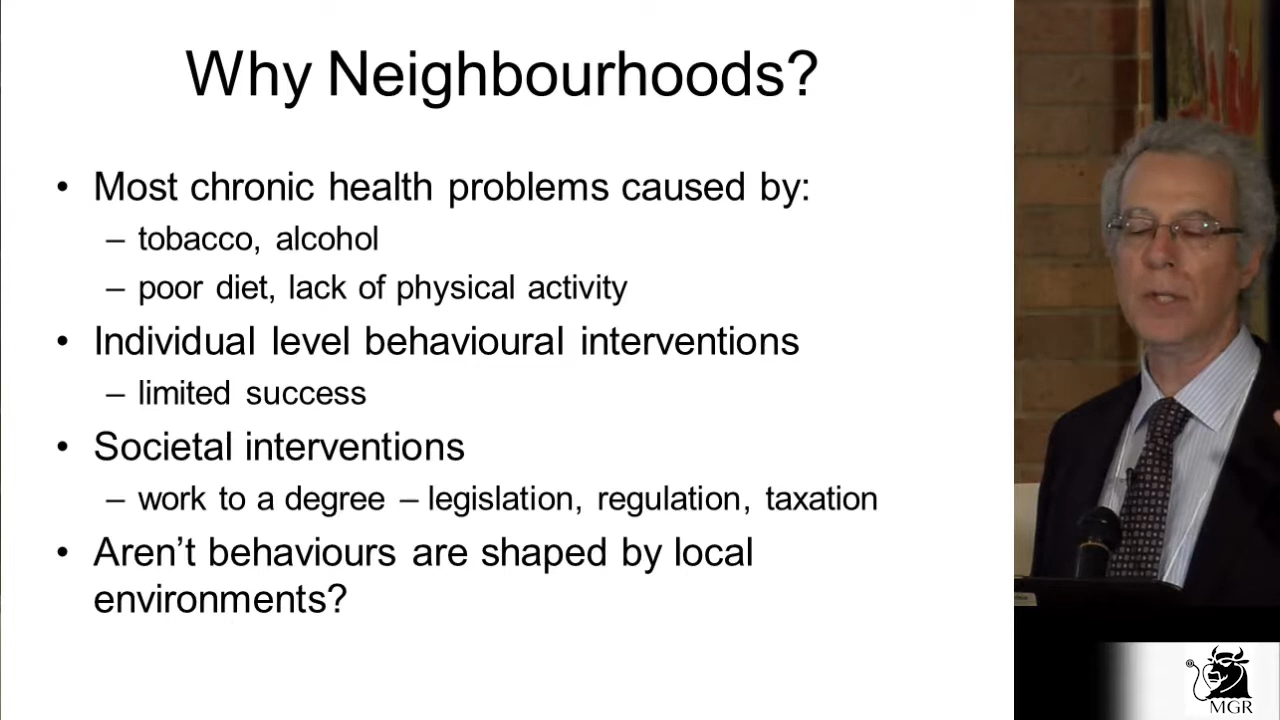 Why Neighbourhoods?
• Most chronic health problems caused by:
– tobacco, alcohol
– poor diet, lack of physical activity
• Individual level behavioural interventions
– limited success
• Societal interventions
– work to a degree – legislation, regulation, taxation
• Aren't behaviours are shaped by local
environments?
MGR